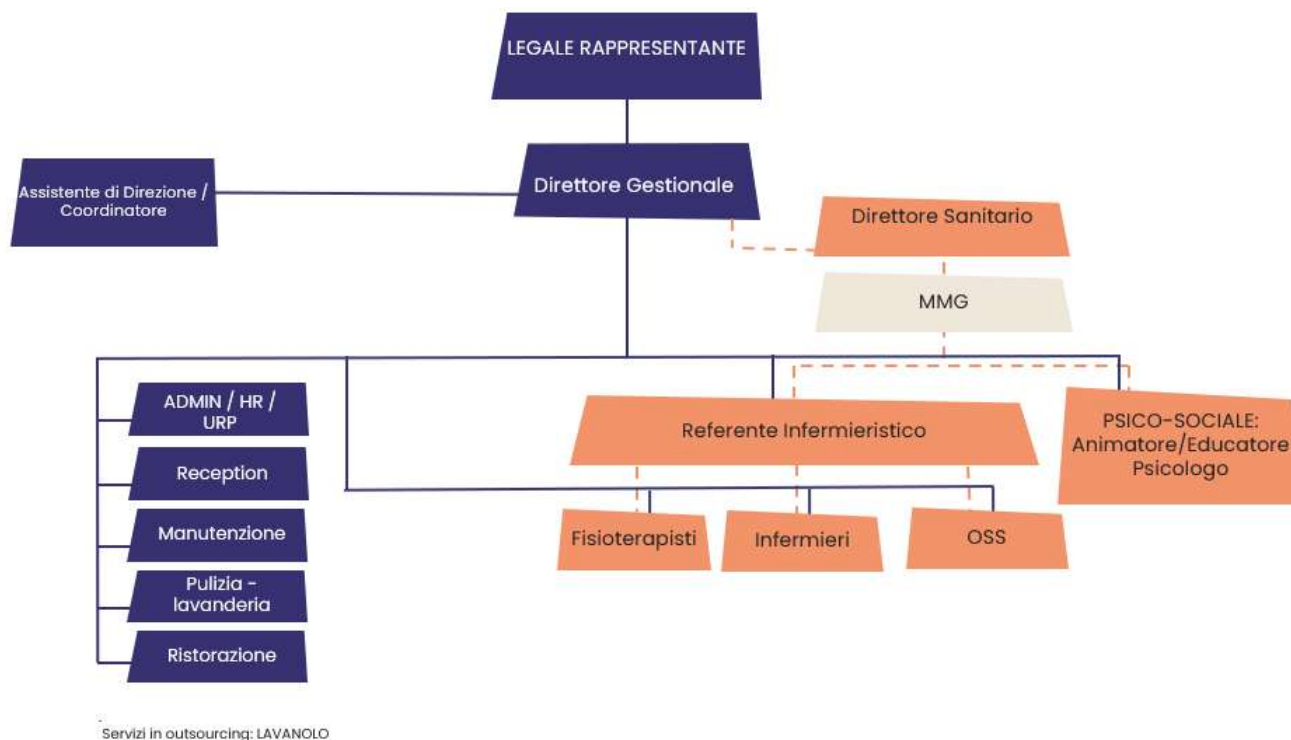 LEGALE RAPPRESENTANTE
Direttore Gestionale
Assistente di Direzione /
Coordinatore
Direttore Sanitario
MMG
ADMIN / HR /
URP
Reception
Manutenzione
Pulizia -
lavanderia
Ristorazione
Referente Infermieristico
PSICO-SOCIALE:
Animatore/Educatore
Psicologo
Fisioterapisti
Infermieri
OSS
.
Servizi in outsourcing: LAVANOLO